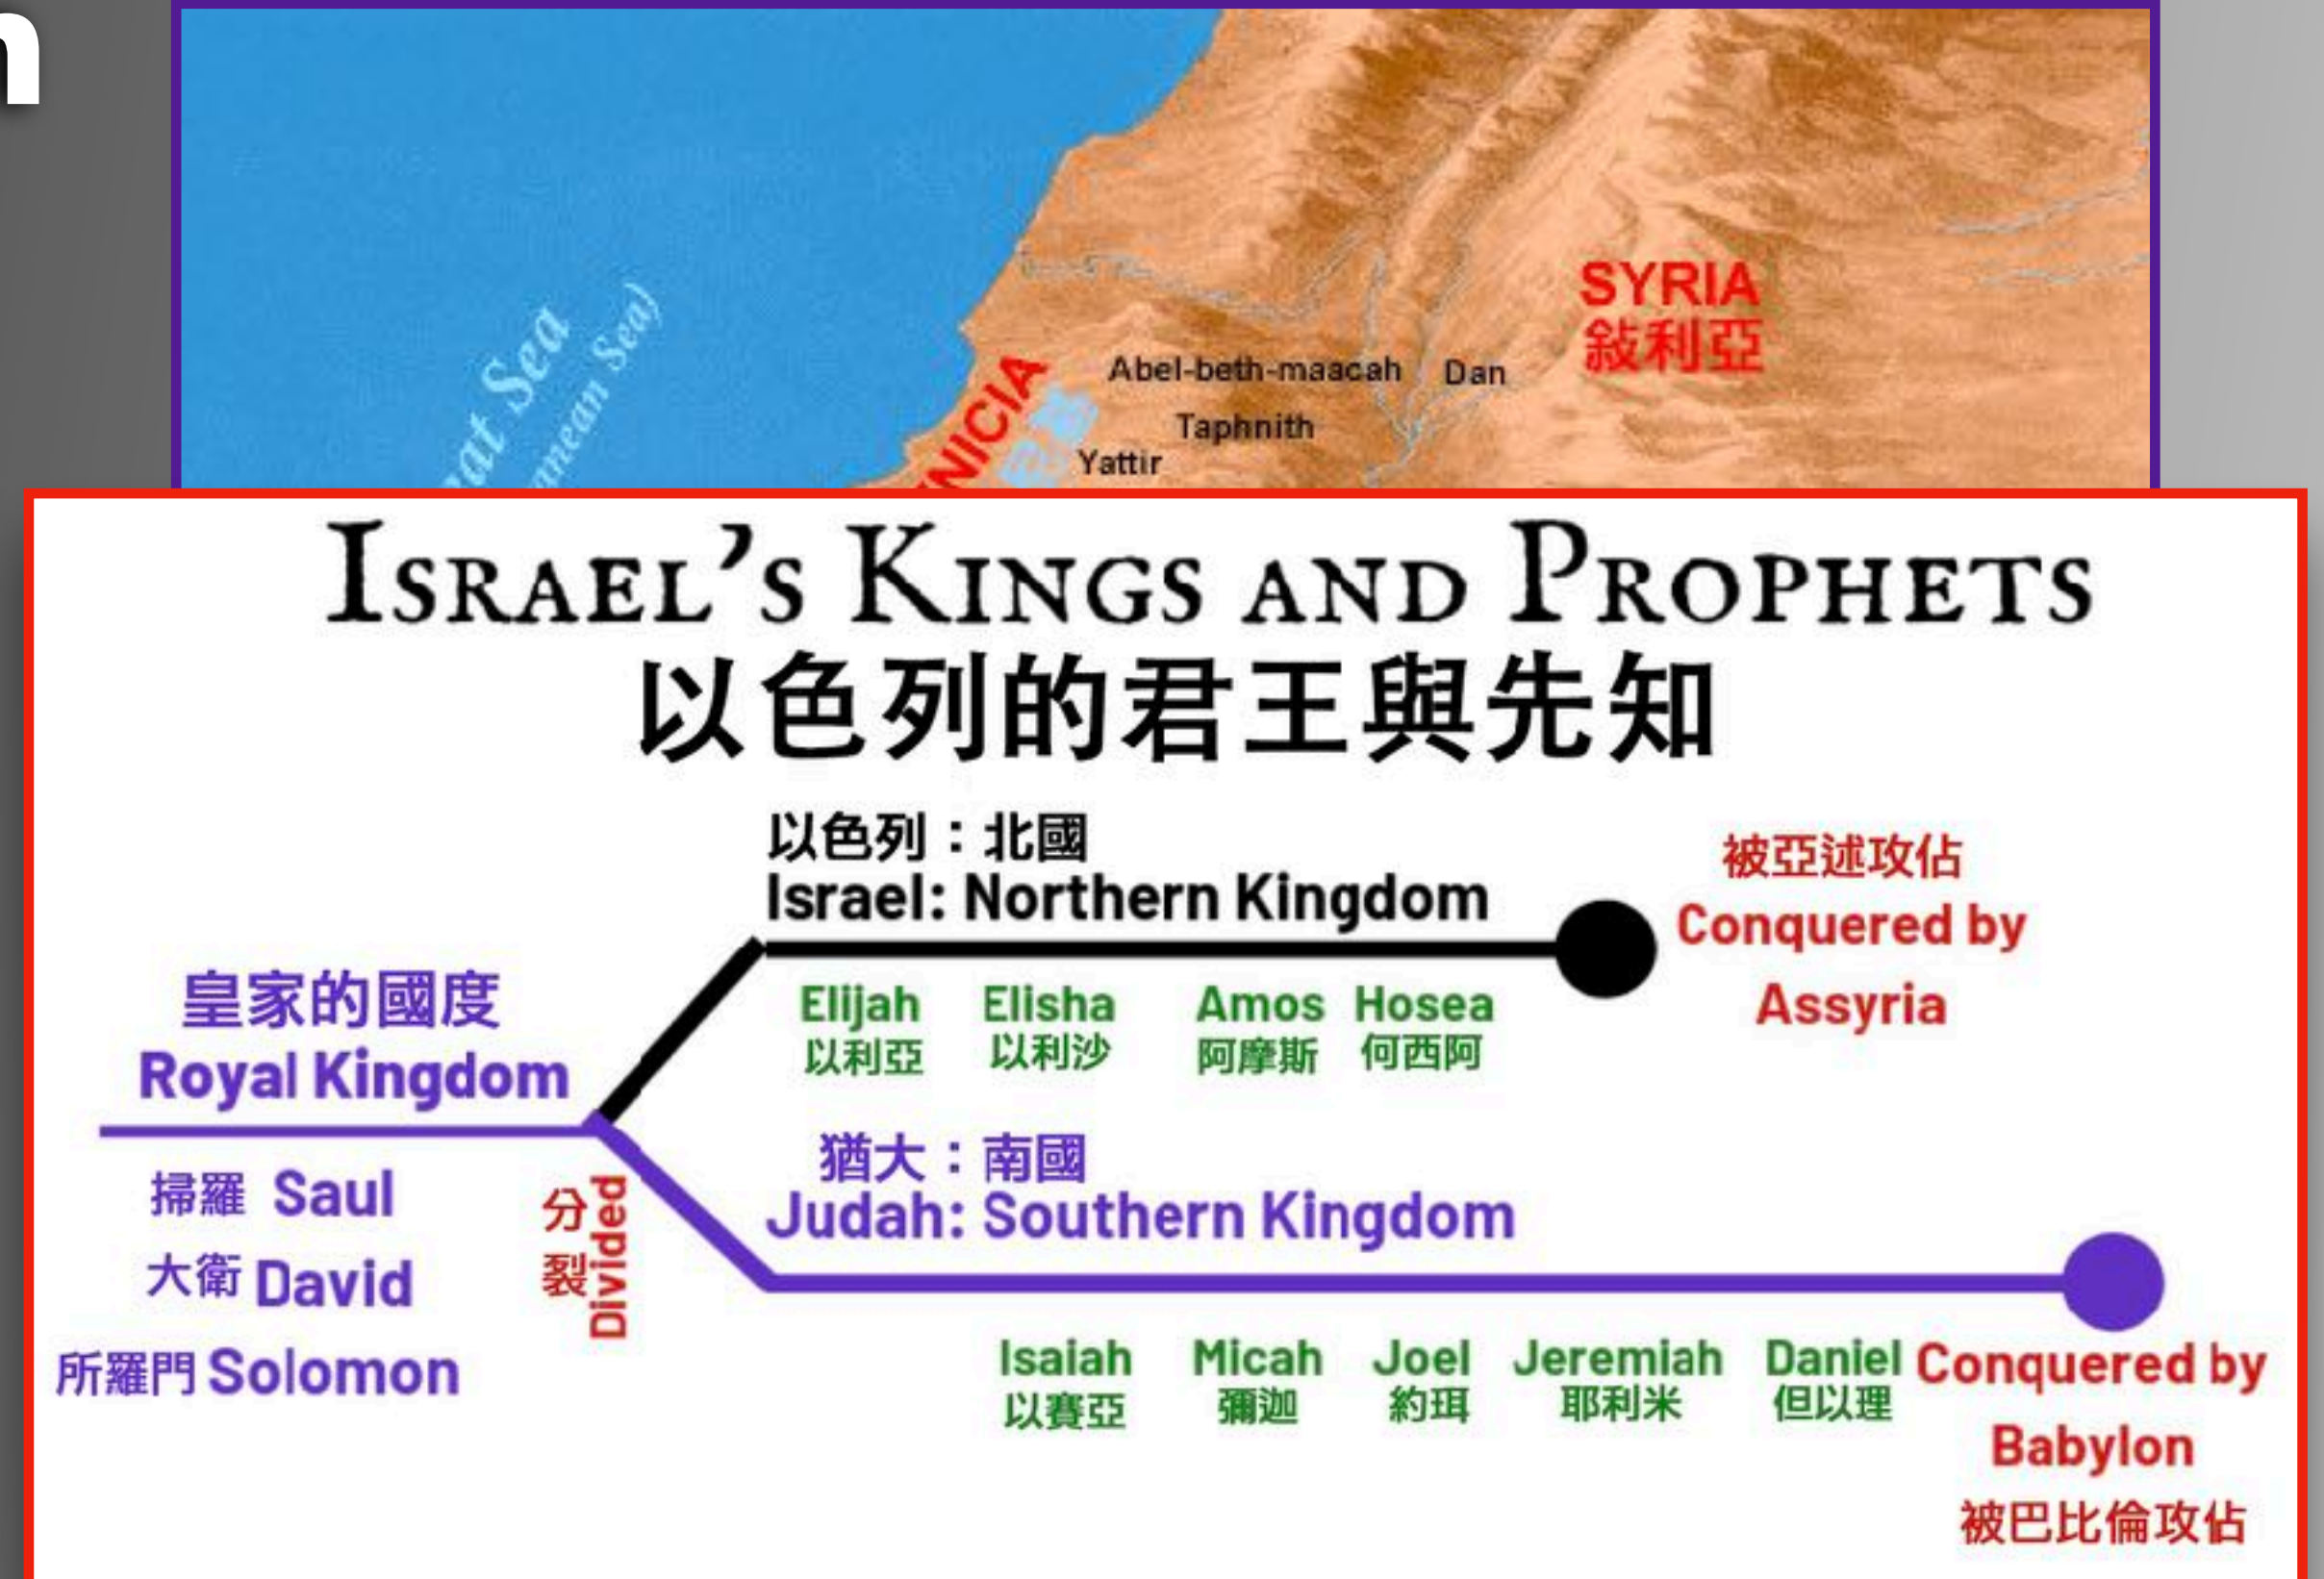 SYRIA
敍利亞
Abel-beth-maacah
Dan
Taphnith
Yattir
ISRAEL'S KINGS AND PROPHETS
以色列的君王與先知
以色列：北國
Israel: Northern Kingdom
被亞述攻佔
Conquered by
Assyria
Elijah Elisha Amos Hosea
以利亞 以利沙 阿摩斯 何西阿
皇家的國度
Royal Kingdom
掃羅 Saul
大衛 David
所羅門 Solomon
分裂
Divided
猶大：南國
Judah: Southern Kingdom
Isaiah Micah Joel Jeremiah Daniel
以賽亞 彌迦 約珥 耶利米 但以理
Conquered by
Babylon
被巴比倫攻佔